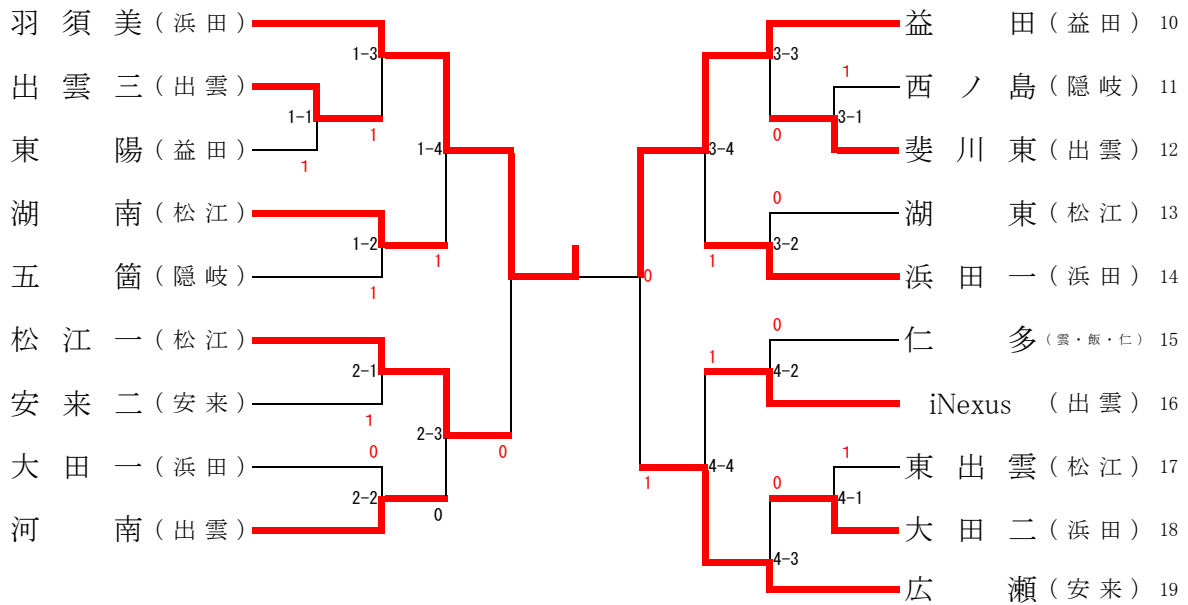 羽須美（浜田）
出雲三（出雲）
東陽（益田）
湖南（松江）
五箇（隠岐）
松江一（松江）
安来二（安来）
大田一（浜田）
河南（出雲）
1-3
1-1
1
1
1-4
1-2
1
1
2-1
1
2-3
0
0
2-2
0
益田（益田） 10
西ノ島（隠岐） 11
斐川東（出雲） 12
湖東（松江） 13
浜田一（浜田） 14
仁多（雲・飯・仁） 15
iNexus （出雲） 16
東出雲（松江） 17
大田二（浜田） 18
広瀬（安来） 19
3-3
1
3-1
0
3-4
0
3-2
1
0
0
1
4-2
4-4
1
1
0
4-1
4-3